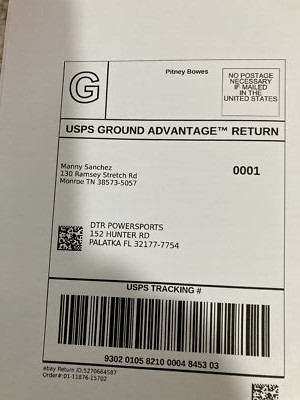 G
Pitney Bowes
NO POSTAGE
NECESSARY
IF MAILED
IN THE
UNITED STATES
USPS GROUND ADVANTAGE™ RETURN
Manny Sanchez
130 Ramsey Stretch Rd
Monroe TN 38573-5057
0001
DTR POWERSPORTS
152 HUNTER RD
PALATKA FL 32177-7754
USPS TRACKING #
9302 0105 8210 0004 8453 03
ebay Return ID:5270664587
Order#:01-11876-15702